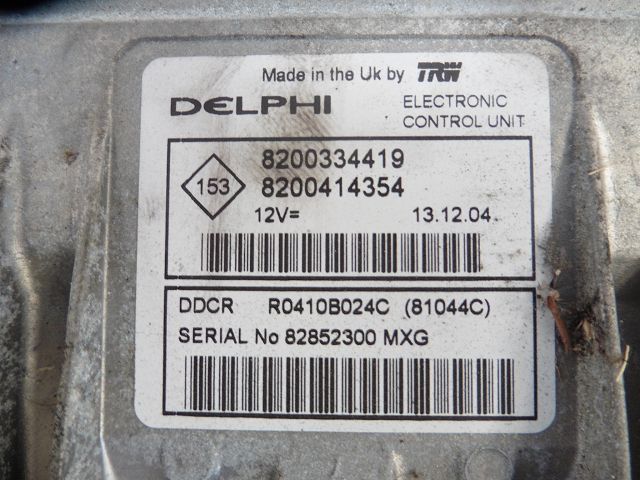 Made in the Uk by TRW
DELPHI ELECTRONIC
CONTROL UNIT
153
8200334419
8200414354
12V= 13.12.04.
DDCR R0410B024C (81044C)
SERIAL No 82852300 MXG